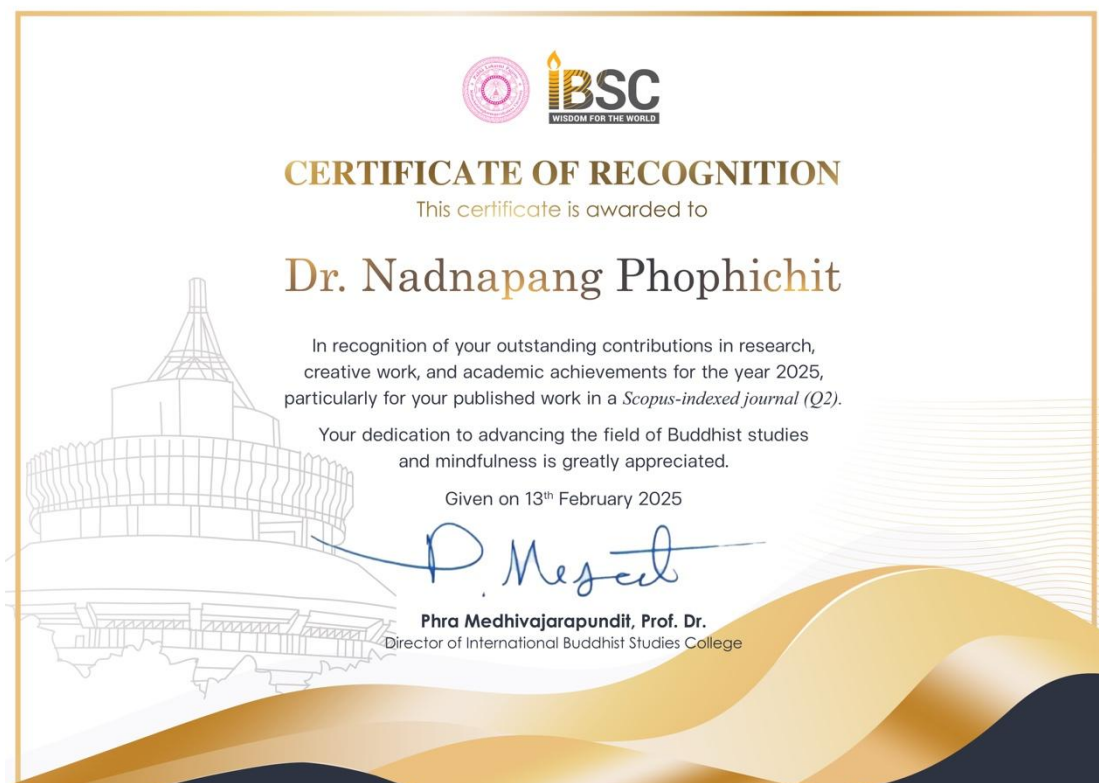 iBSC
WISDOM FOR THE WORLD
CERTIFICATE OF RECOGNITION
This certificate is awarded to
Dr. Nadnapang Phophichit
In recognition of your outstanding contributions in research,
creative work, and academic achievements for the year 2025,
particularly for your published work in a Scopus-indexed journal (Q2).
Your dedication to advancing the field of Buddhist studies
and mindfulness is greatly appreciated.
Given on 13th February 2025
Phra Medhivajarapundit, Prof. Dr.
Director of International Buddhist Studies College